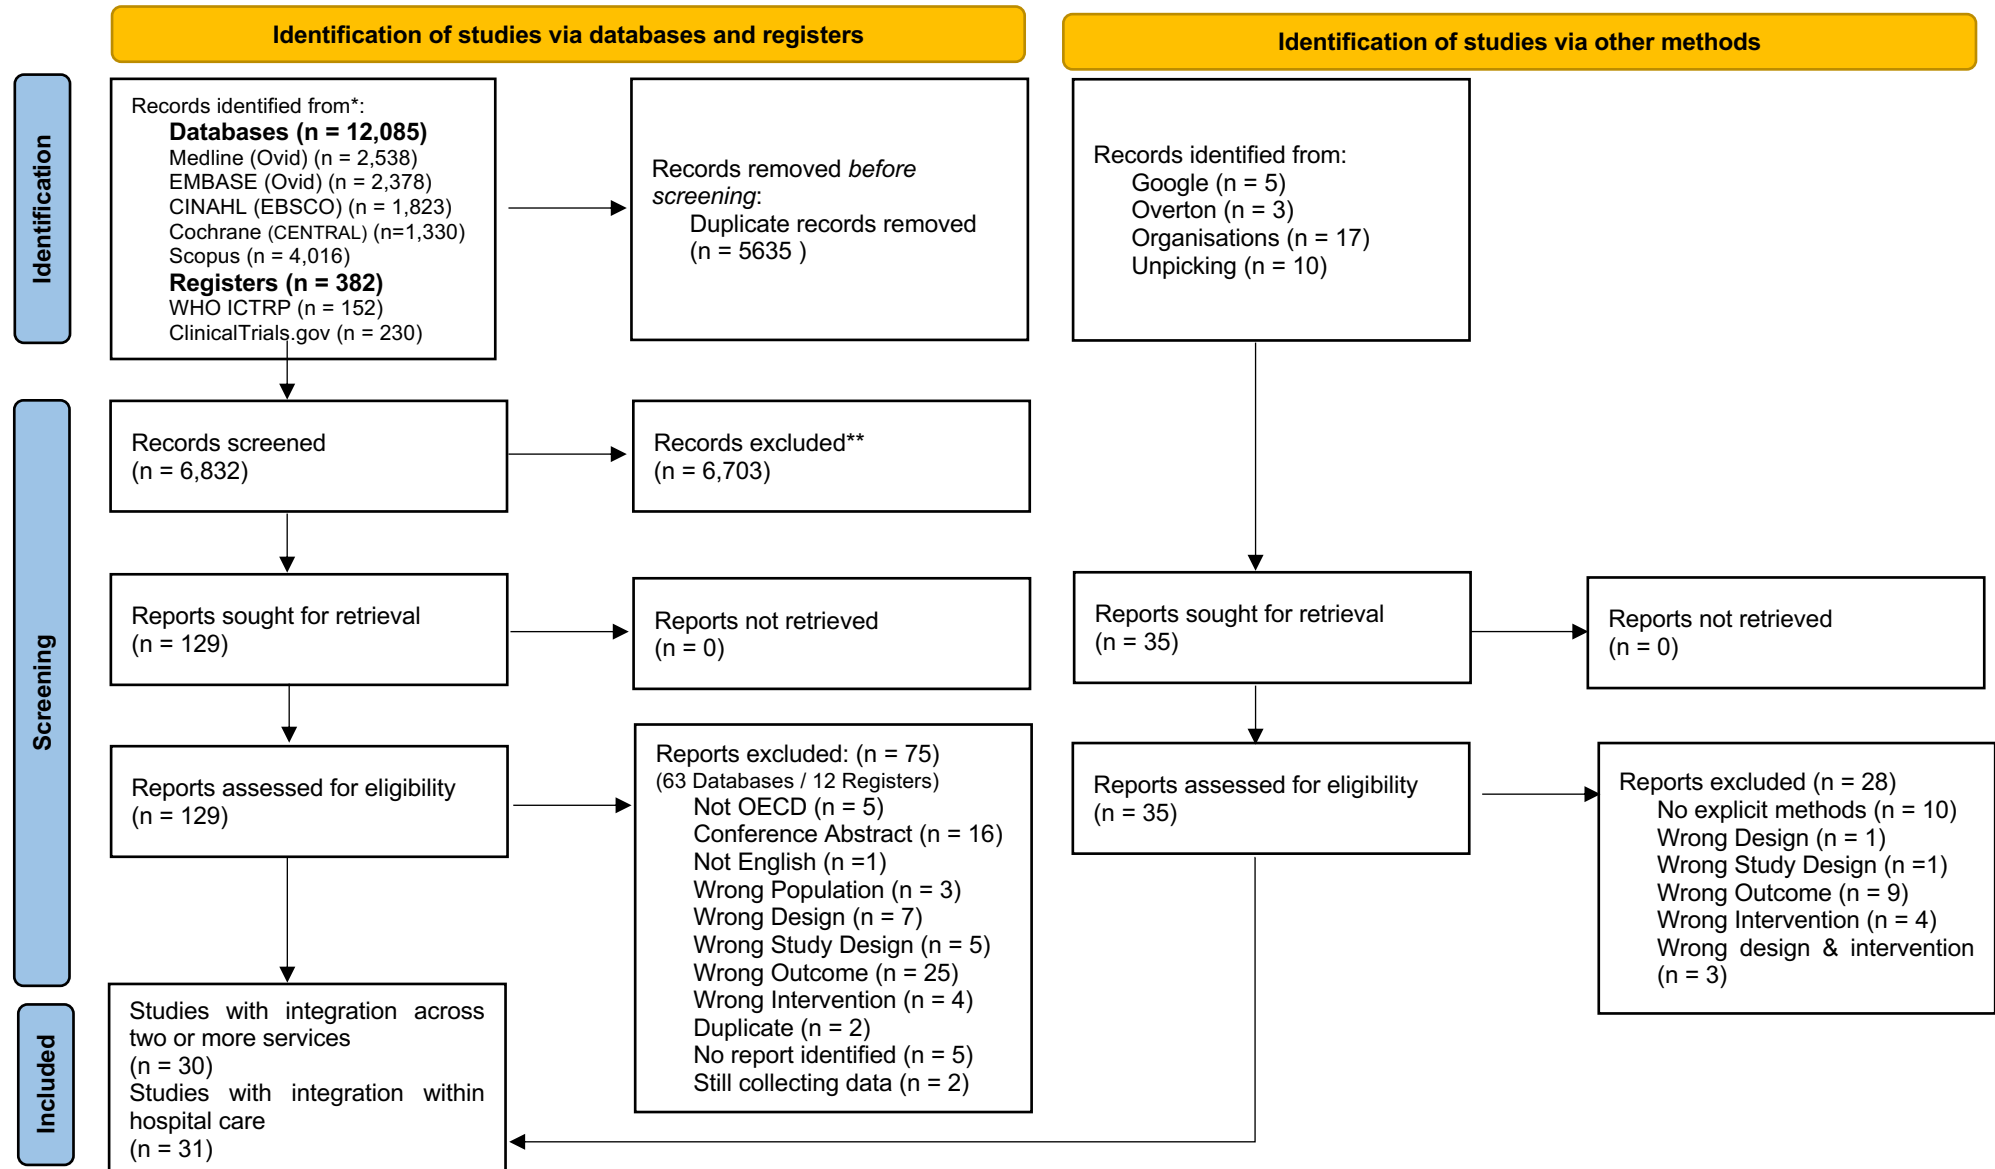 Identification of studies via databases and registers
Identification of studies via other methods
Identification
Records identified from*:
Databases (n = 12,085)
Medline (Ovid) (n = 2,538)
EMBASE (Ovid) (n = 2,378)
CINAHL (EBSCO) (n = 1,823)
Cochrane (CENTRAL) (n=1,330)
Scopus (n = 4,016)
Registers (n = 382)
WHO ICTRP (n = 152)
ClinicalTrials.gov (n = 230)
Records removed before
screening:
Duplicate records removed
(n = 5635 )
Records identified from:
Google (n = 5)
Overton (n = 3)
Organisations (n = 17)
Unpicking (n = 10)
Screening
Records screened
(n = 6,832)
Records excluded**
(n = 6,703)
Reports sought for retrieval
(n = 129)
Reports not retrieved
(n = 0)
Reports sought for retrieval
(n = 35)
Reports not retrieved
(n = 0)
Reports assessed for eligibility
(n = 129)
Reports excluded: (n = 75)
(63 Databases / 12 Registers)
Not OECD (n = 5)
Conference Abstract (n = 16)
Not English (n =1)
Wrong Population (n = 3)
Wrong Design (n = 7)
Wrong Study Design (n = 5)
Wrong Outcome (n = 25)
Wrong Intervention (n = 4)
Duplicate (n = 2)
No report identified (n = 5)
Still collecting data (n = 2)
Reports assessed for eligibility
(n = 35)
Reports excluded (n = 28)
No explicit methods (n = 10)
Wrong Design (n = 1)
Wrong Study Design (n =1)
Wrong Outcome (n = 9)
Wrong Intervention (n = 4)
Wrong design & intervention
(n = 3)
Included
Studies with integration across
two or more services
(n = 30)
Studies with integration within
hospital care
(n = 31)